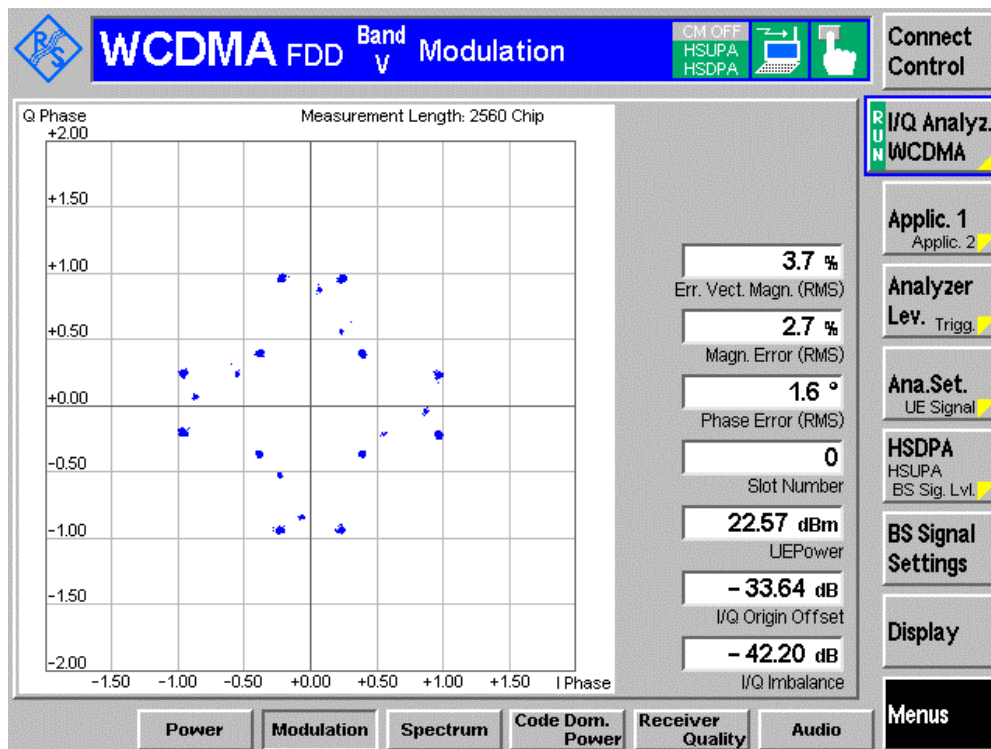 R/S
WCDMA FDD Band V Modulation
CM OFF
HSUPA
HSDPA
Connect
Control
Q Phase
Measurement Length: 2560 Chip
+2.00
+1.50
+1.00
+0.50
+0.00
-0.50
-1.00
-1.50
-2.00
-1.50 -1.00 -0.50 +0.00 +0.50 +1.00 +1.50 I Phase
3.7 %
Err. Vect. Magn. (RMS)
2.7 %
Magn. Error (RMS)
1.6 °
Phase Error (RMS)
0
Slot Number
22.57 dBm
UEPower
- 33.64 dB
I/Q Origin Offset
- 42.20 dB
I/Q Imbalance
RUN
I/Q Analyz.
WCDMA
Applic. 1
Applic. 2
Analyzer
Lev. Trigg.
Ana.Set.
UE Signal
HSDPA
HSUPA
BS Sig. Lvl.
BS Signal
Settings
Display
Menus
Power
Modulation
Spectrum
Code Dom.
Power
Receiver
Quality
Audio